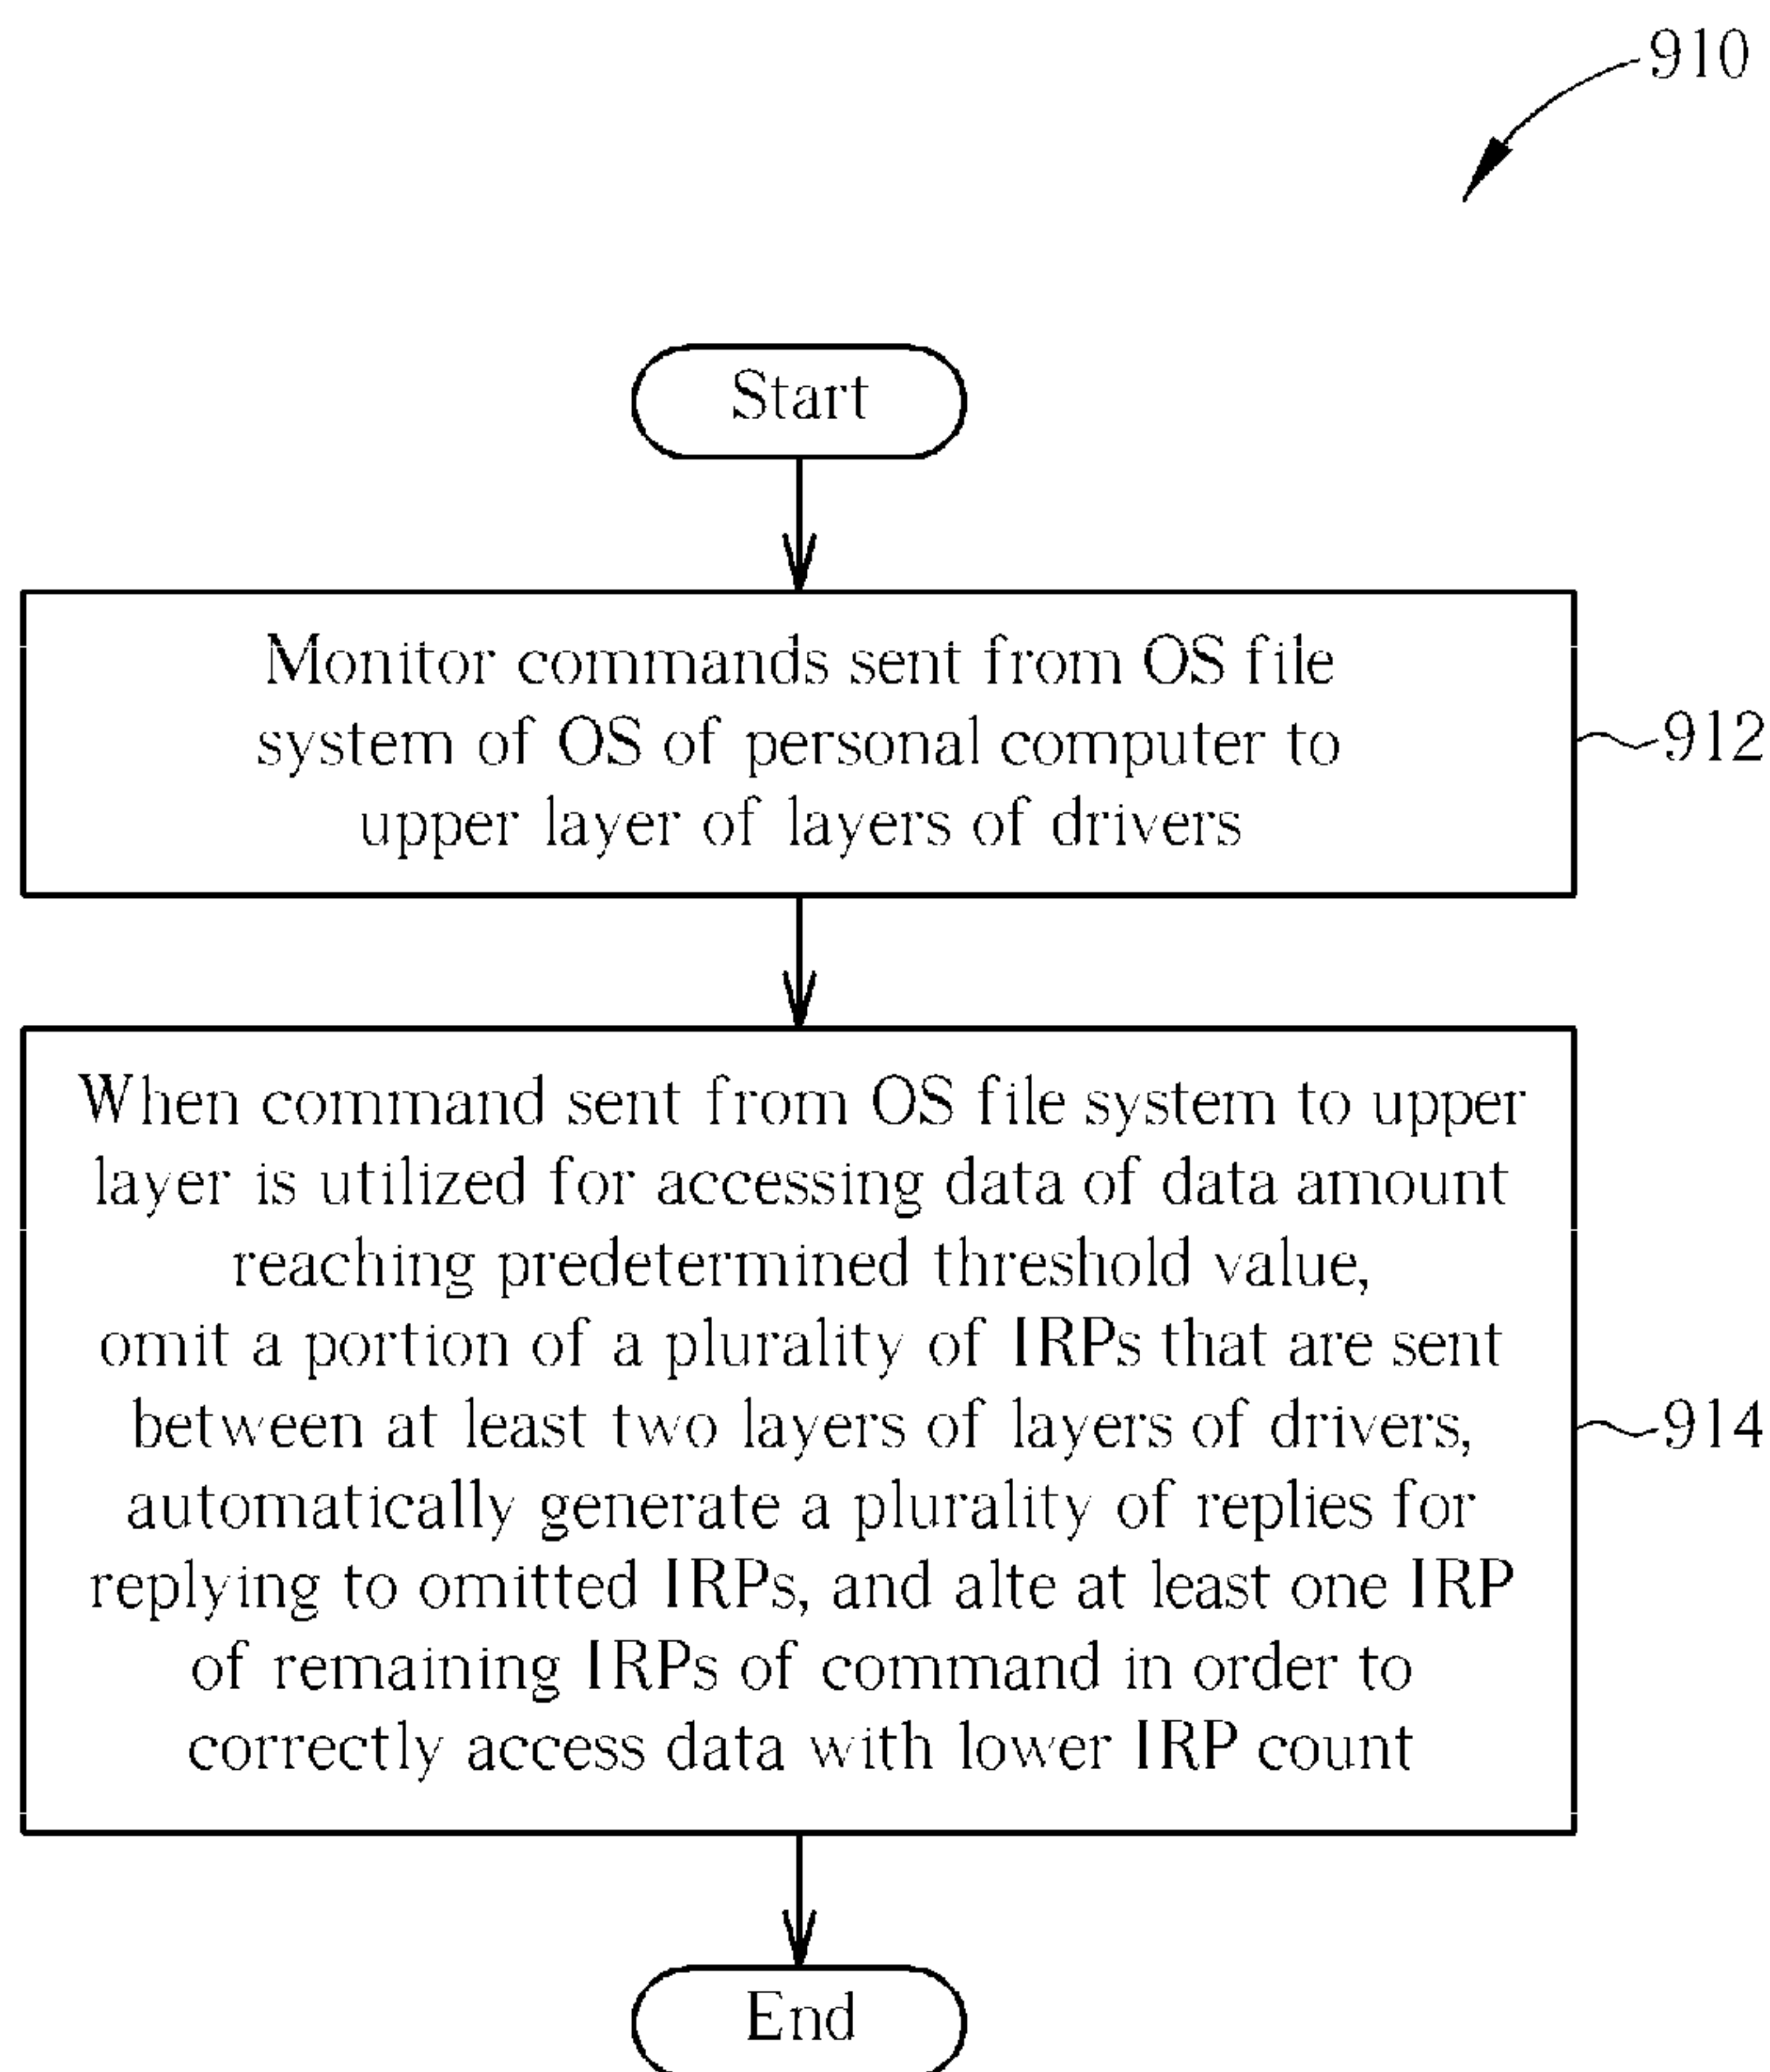 910
Start
Monitor commands sent from OS file
system of OS of personal computer to
upper layer of layers of drivers
912
When command sent from OS file system to upper
layer is utilized for accessing data of data amount
reaching predetermined threshold value,
omit a portion of a plurality of IRPs that are sent
between at least two layers of layers of drivers,
automatically generate a plurality of replies for
replying to omitted IRPs, and alte at least one IRP
of remaining IRPs of command in order to
correctly access data with lower IRP count
914
End